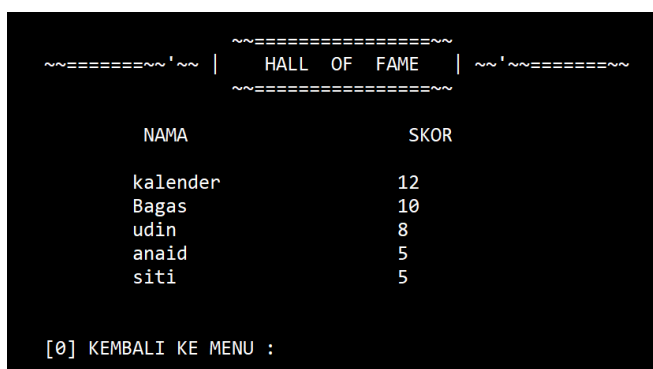 ~~================~~
~~=======~~'~~ | HALL OF FAME | ~~'~~=======~~
~~================~~
NAMA SKOR
kalender 12
Bagas 10
udin 8
anaid 5
siti 5
[0] KEMBALI KE MENU :